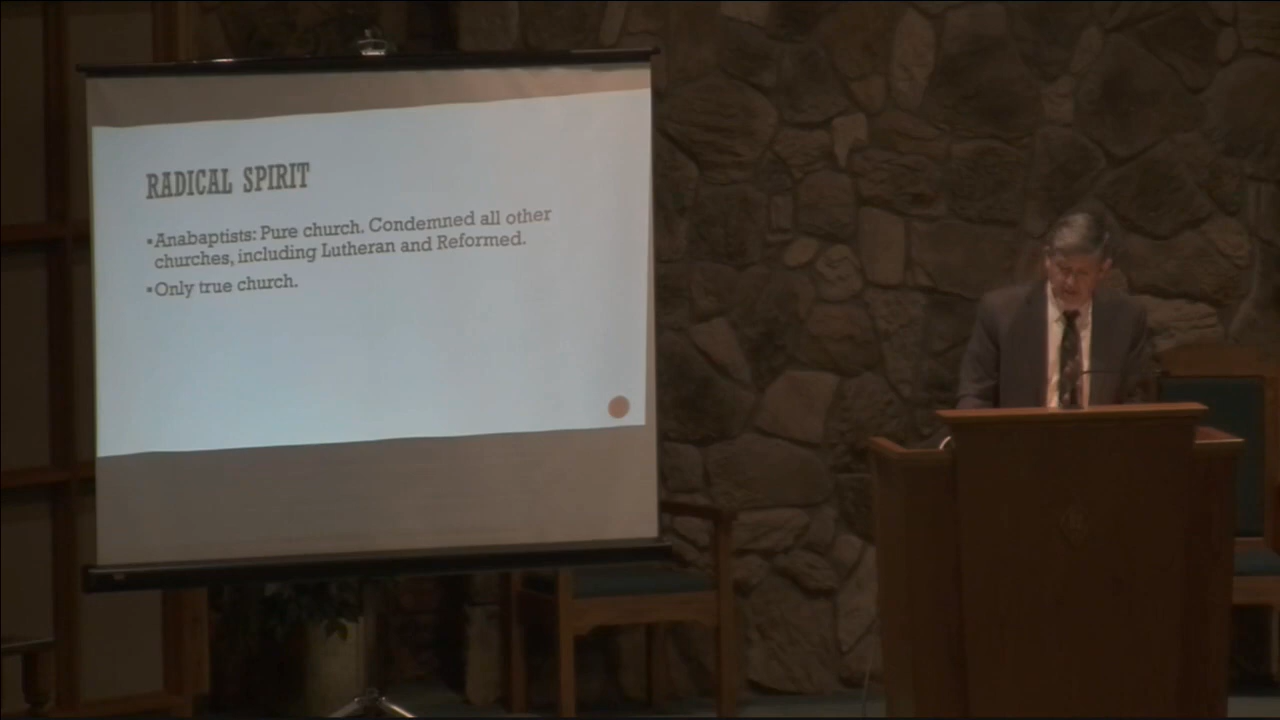 RADICAL SPIRIT
▪Anabaptists: Pure church. Condemned all other
churches, including Lutheran and Reformed.
▪Only true church.